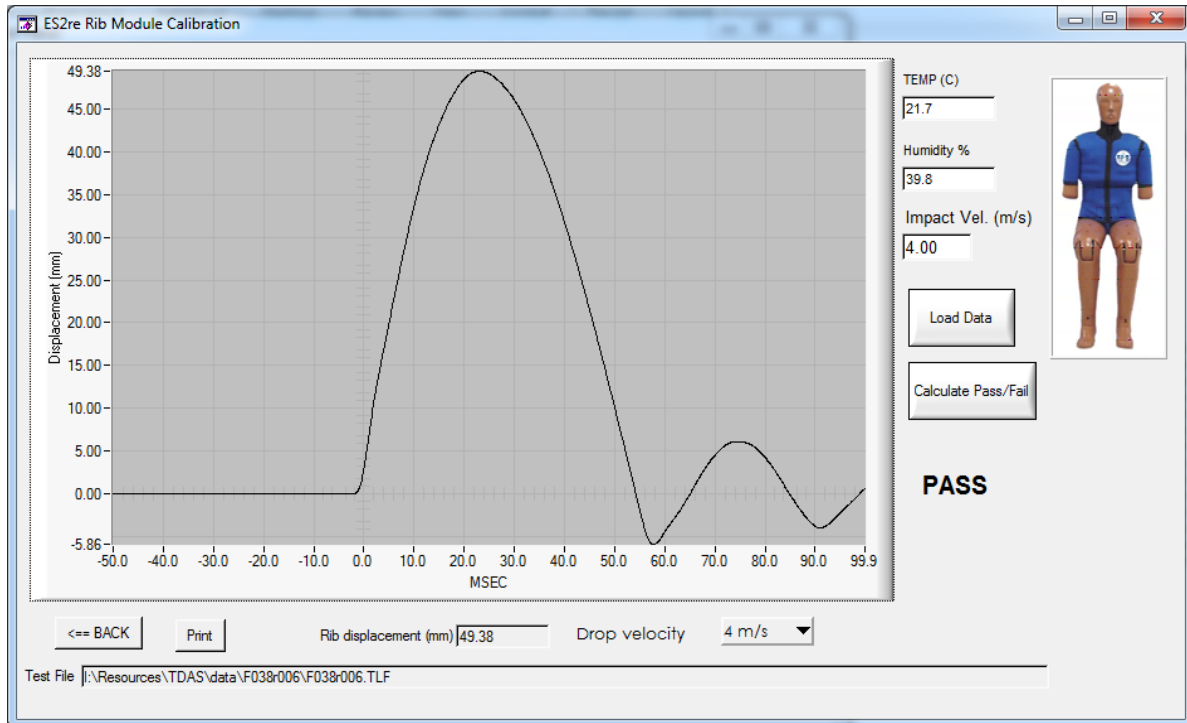 ES2re Rib Module Calibration
49.38
45.00
40.00
35.00
30.00
25.00
20.00
15.00
10.00
5.00
0.00
-5.86
Displacement (mm)
-50.0 -40.0 -30.0 -20.0 -10.0 0.0 10.0 20.0 30.0 40.0 50.0 60.0 70.0 80.0 90.0 99.9
MSEC
TEMP (C)
21.7
Humidity %
39.8
Impact Vel. (m/s)
4.00
Load Data
Calculate Pass/Fail
PASS
<== BACK
Print
Rib displacement (mm) 49.38
Drop velocity 4 m/s
Test File I:\Resources\TDAS\data\F038r006\F038r006.TLF